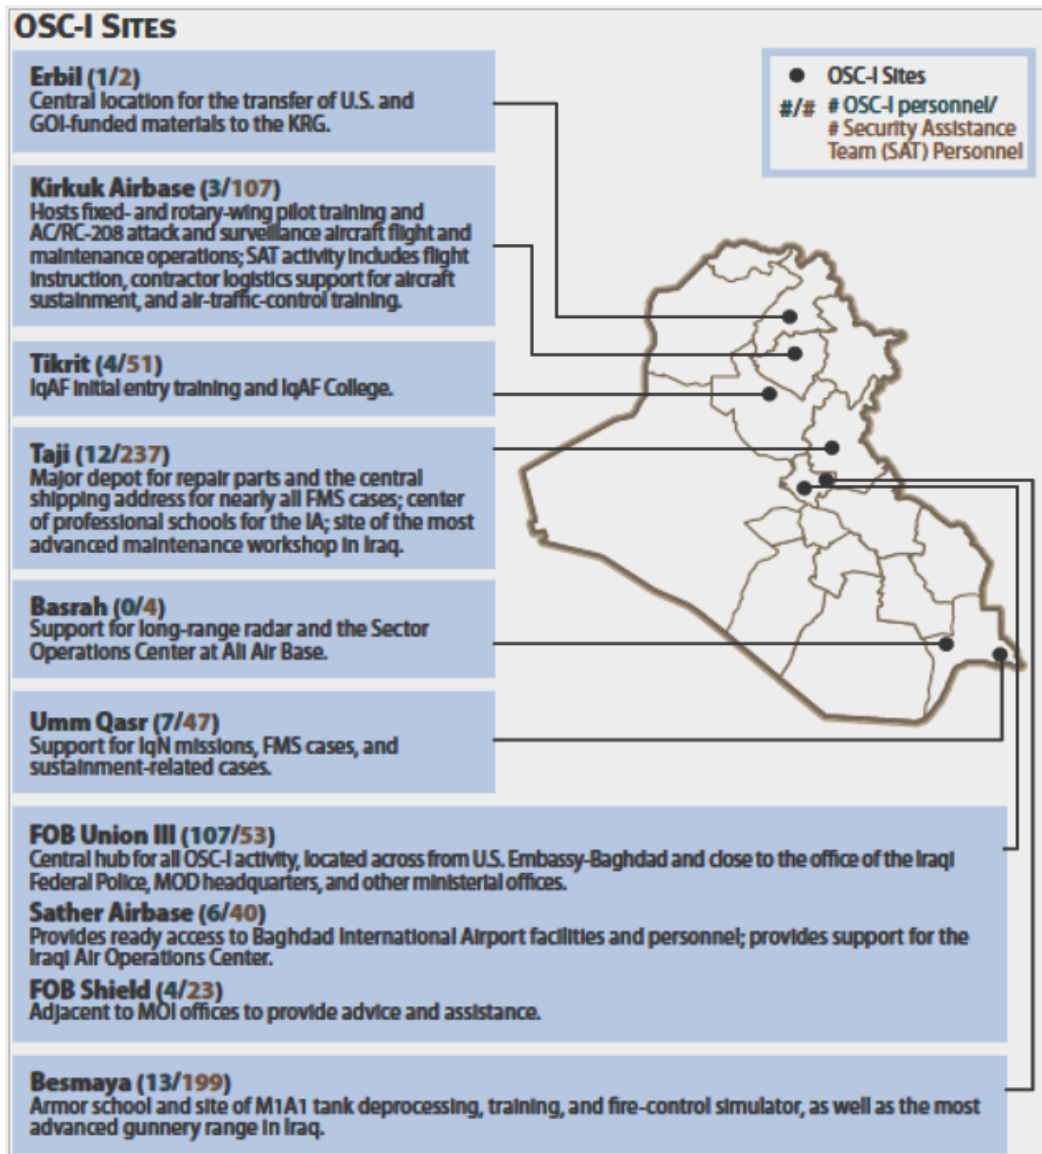 OSC-I SITES
Erbil (1/2)
Central location for the transfer of U.S. and
GOI-funded materials to the KRG.
OSC-I Sites
#/# # OSC-I personnel/
# Security Assistance
Team (SAT) Personnel
Kirkuk Airbase (3/107)
Hosts fixed- and rotary-wing pilot training and
AC/RC-208 attack and surveillance aircraft flight and
maintenance operations; SAT activity includes flight
instruction, contractor logistics support for aircraft
sustainment, and air-traffic-control training.
Tikrit (4/51)
IqAF initial entry training and IqAF College.
Taji (12/237)
Major depot for repair parts and the central
shipping address for nearly all FMS cases; center
of professional schools for the IA; site of the most
advanced maintenance workshop in Iraq.
Basrah (0/4)
Support for long-range radar and the Sector
Operations Center at Ali Air Base.
Umm Qasr (7/47)
Support for IqN missions, FMS cases, and
sustainment-related cases.
FOB Union III (107/53)
Central hub for all OSC-I activity, located across from U.S. Embassy-Baghdad and close to the office of the Iraqi
Federal Police, MOD headquarters, and other ministerial offices.
Sather Airbase (6/40)
Provides ready access to Baghdad International Airport facilities and personnel; provides support for the
Iraqi Air Operations Center.
FOB Shield (4/23)
Adjacent to MOI offices to provide advice and assistance.
Besmaya (13/199)
Armor school and site of M1A1 tank deprocessing, training, and fire-control simulator, as well as the most
advanced gunnery range in Iraq.